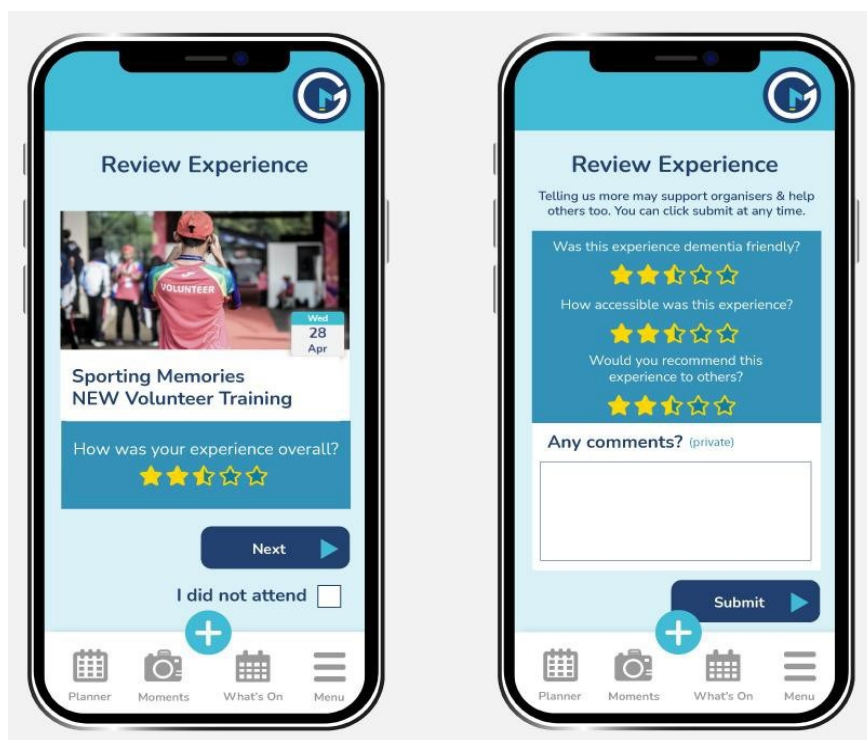 Review Experience
VOLUNTEER
Wed
28
Apr
Sporting Memories
NEW Volunteer Training
How was your experience overall?
Next
I did not attend
Planner
Moments
What's On
Menu
Review Experience
Telling us more may support organisers & help
others too. You can click submit at any time.
Was this experience dementia friendly?
How accessible was this experience?
Would you recommend this
experience to others?
Any comments? (private)
Submit
Planner
Moments
What's On
Menu